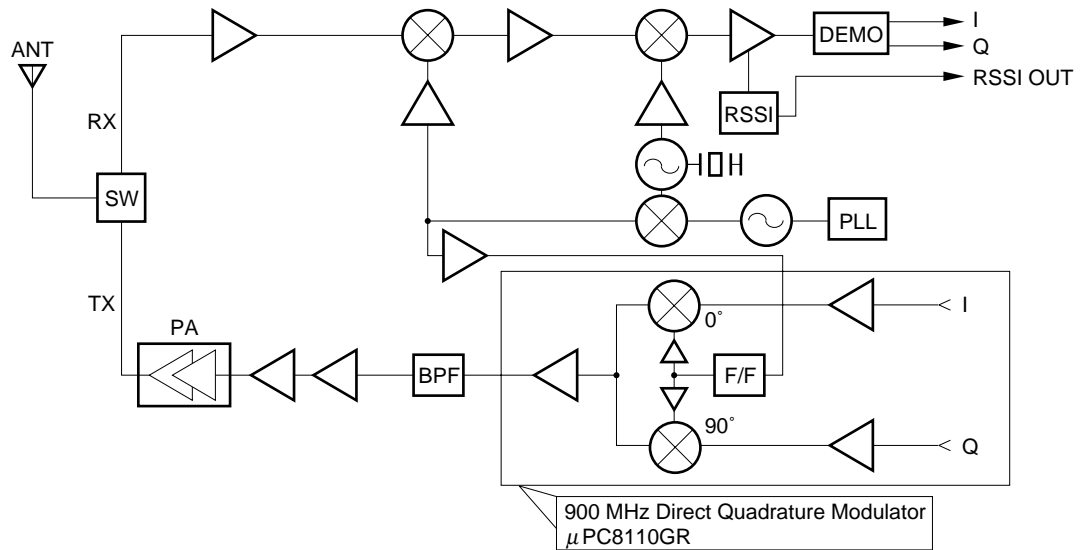 ANT
RX
SW
TX
PA
DEMO
I
Q
RSSI OUT
RSSI
PLL
BPF
0°
F/F
90°
I
Q
900 MHz Direct Quadrature Modulator
μPC8110GR